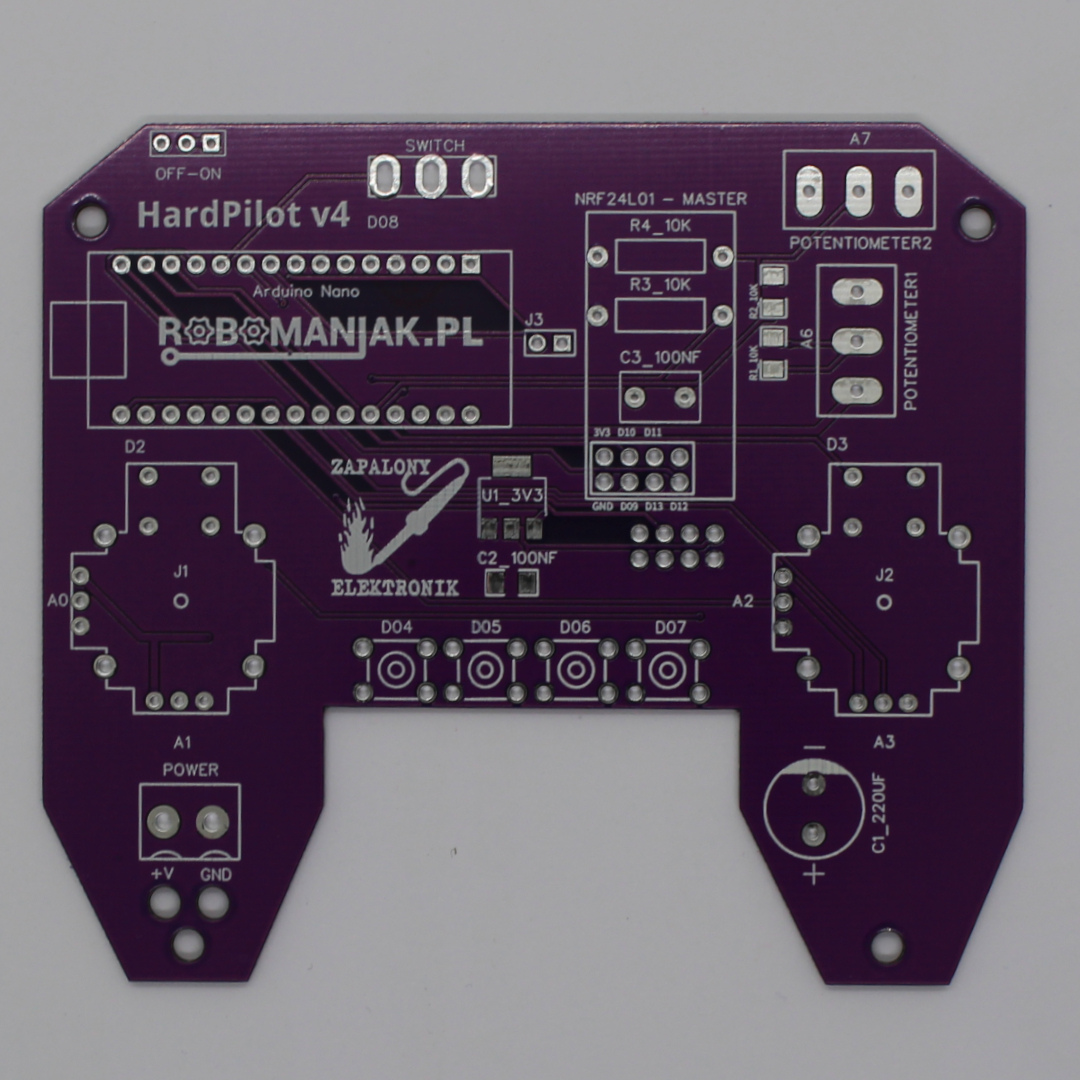 OFF-ON
SWITCH
D08
HardPilot v4
A7
POTENTIOMETER2
NRF24L01 - MASTER
R4_10K
R3_10K
C3_100NF
Arduino Nano
ROBOMANIAK.PL
J3
R2_10K
R1_10K
A6
POTENTIOMETER1
3V3 D10 D11
GND D09 D13 D12
D2
D3
ZAPALONY
ELEKTRONIK
U1_3V3
C2_100NF
J1
A0
J2
A2
D04
D05
D06
D07
A1
POWER
+V
GND
A3
−
C1_220UF
+